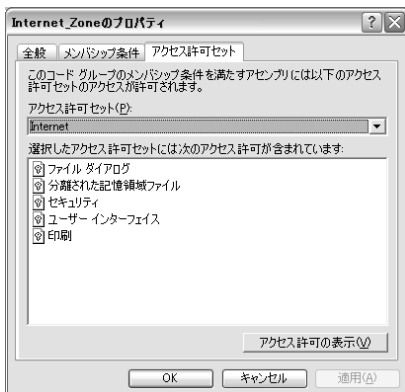 Internet_Zoneのプロパティ
全般 メンバシップ条件 アクセス許可セット
このコード グループのメンバシップ条件を満たすアセンブリには以下のアクセス
許可セットのアクセスが許可されます。
アクセス許可セット(P):
Internet
選択したアクセス許可セットには次のアクセス許可が含まれています:
ファイル ダイアログ
分離された記憶領域ファイル
セキュリティ
ユーザー インターフェイス
印刷
アクセス許可の表示(V)
OK キャンセル 適用(A)